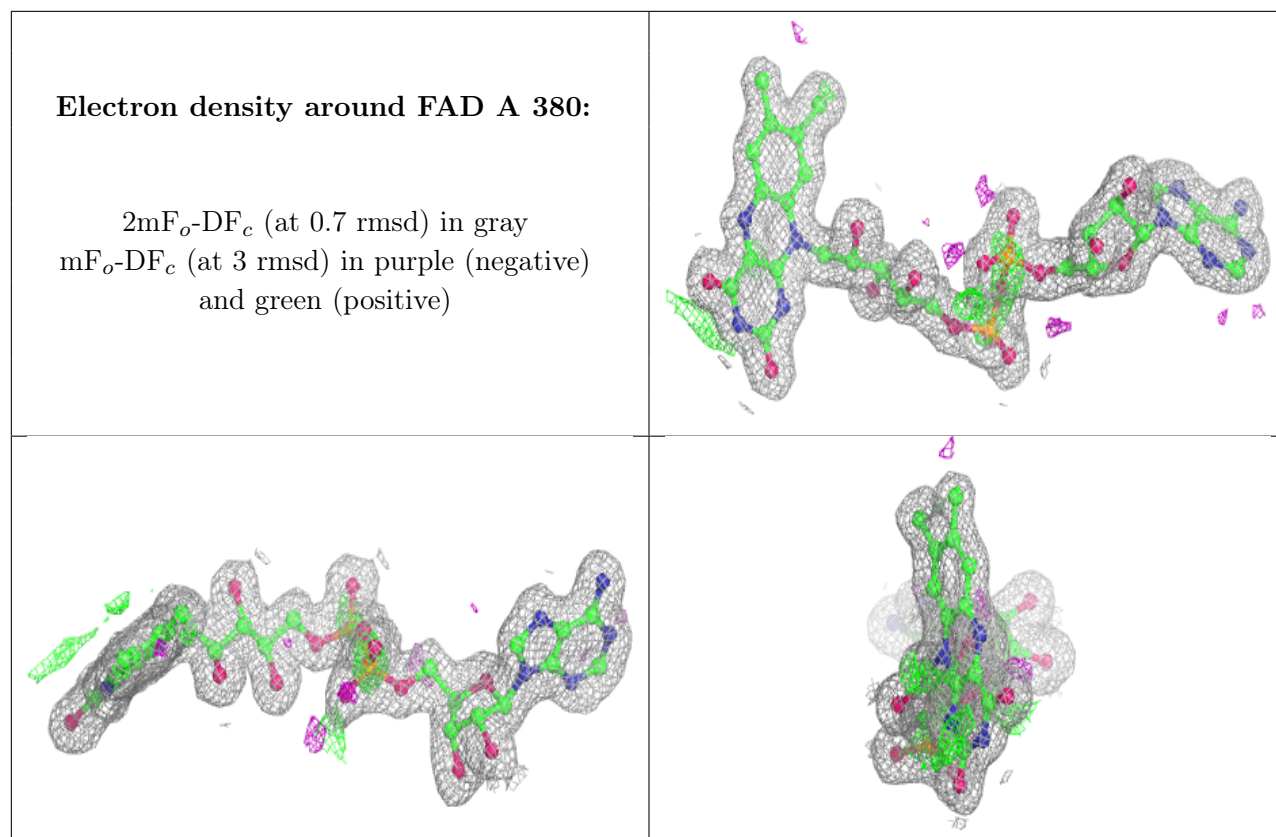 Electron density around FAD A 380:
2mFₒ-DF𝒸 (at 0.7 rmsd) in gray
mFₒ-DF𝒸 (at 3 rmsd) in purple (negative)
and green (positive)